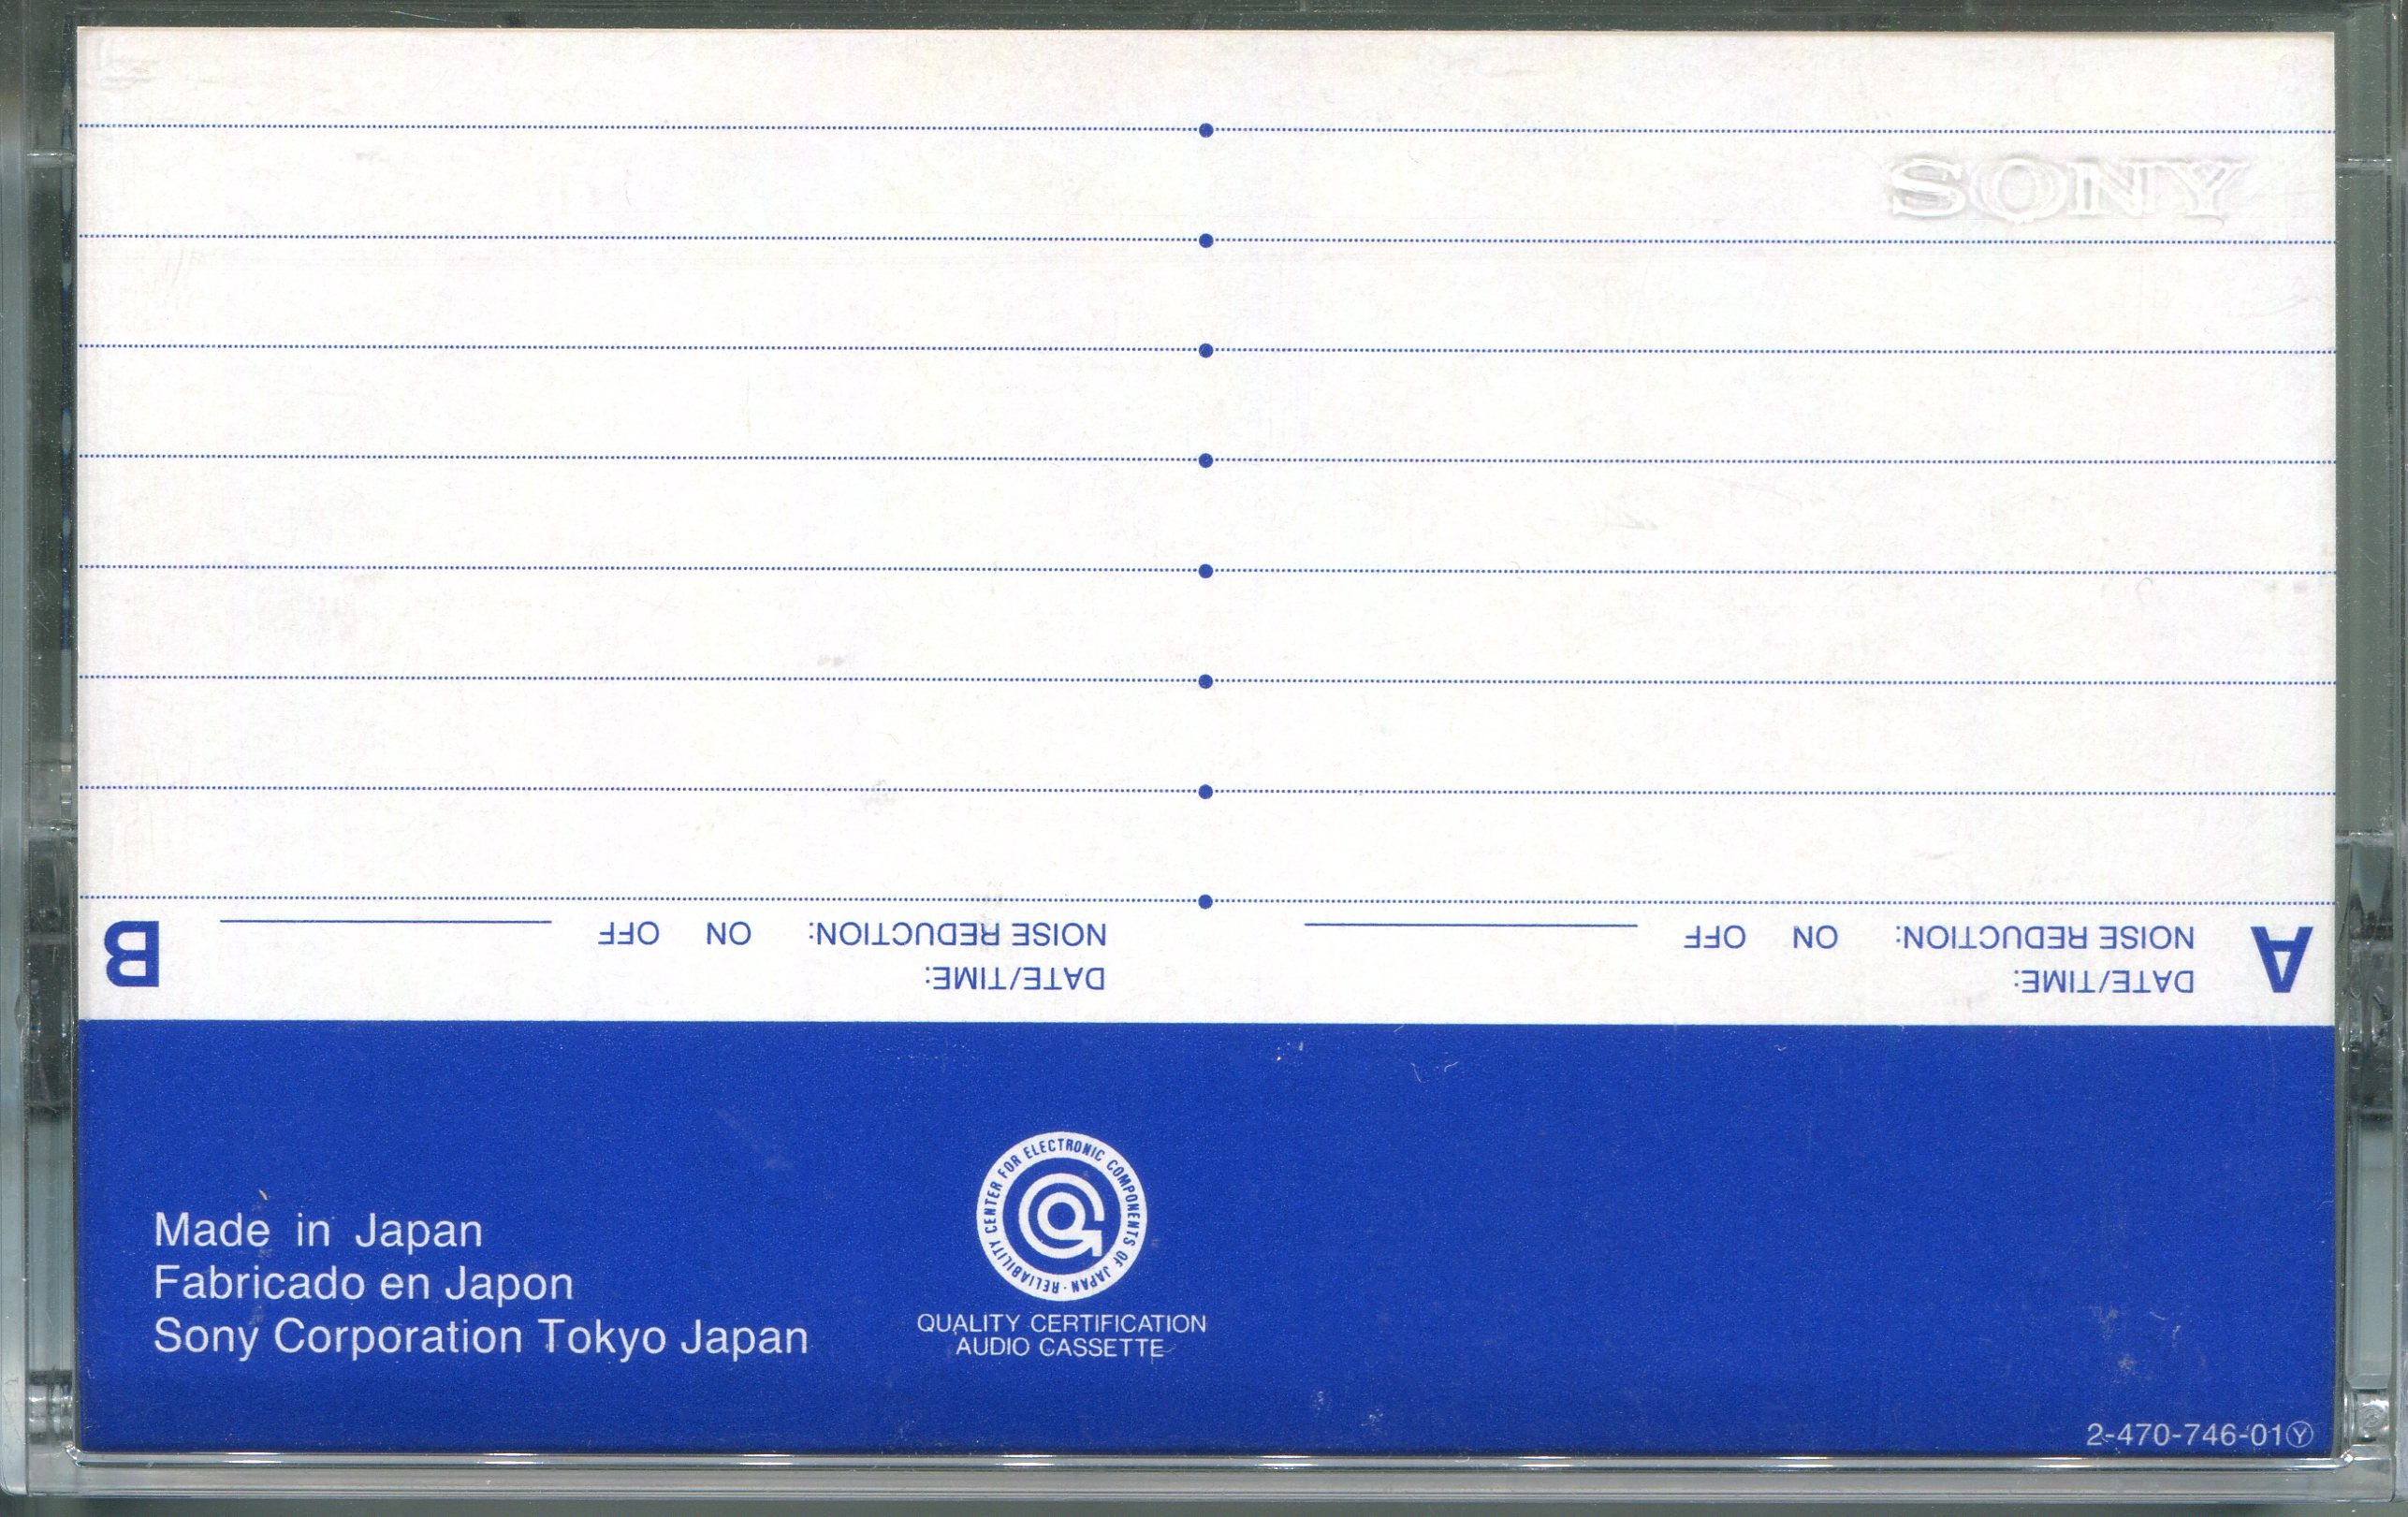 SONY
B
NOISE REDUCTION: ON OFF
DATE/TIME:
A
NOISE REDUCTION: ON OFF
DATE/TIME:
RELIABILITY CENTER FOR ELECTRONIC COMPONENTS OF JAPAN ·
QUALITY CERTIFICATION
AUDIO CASSETTE
Made in Japan
Fabricado en Japon
Sony Corporation Tokyo Japan
2-470-746-01Ⓨ